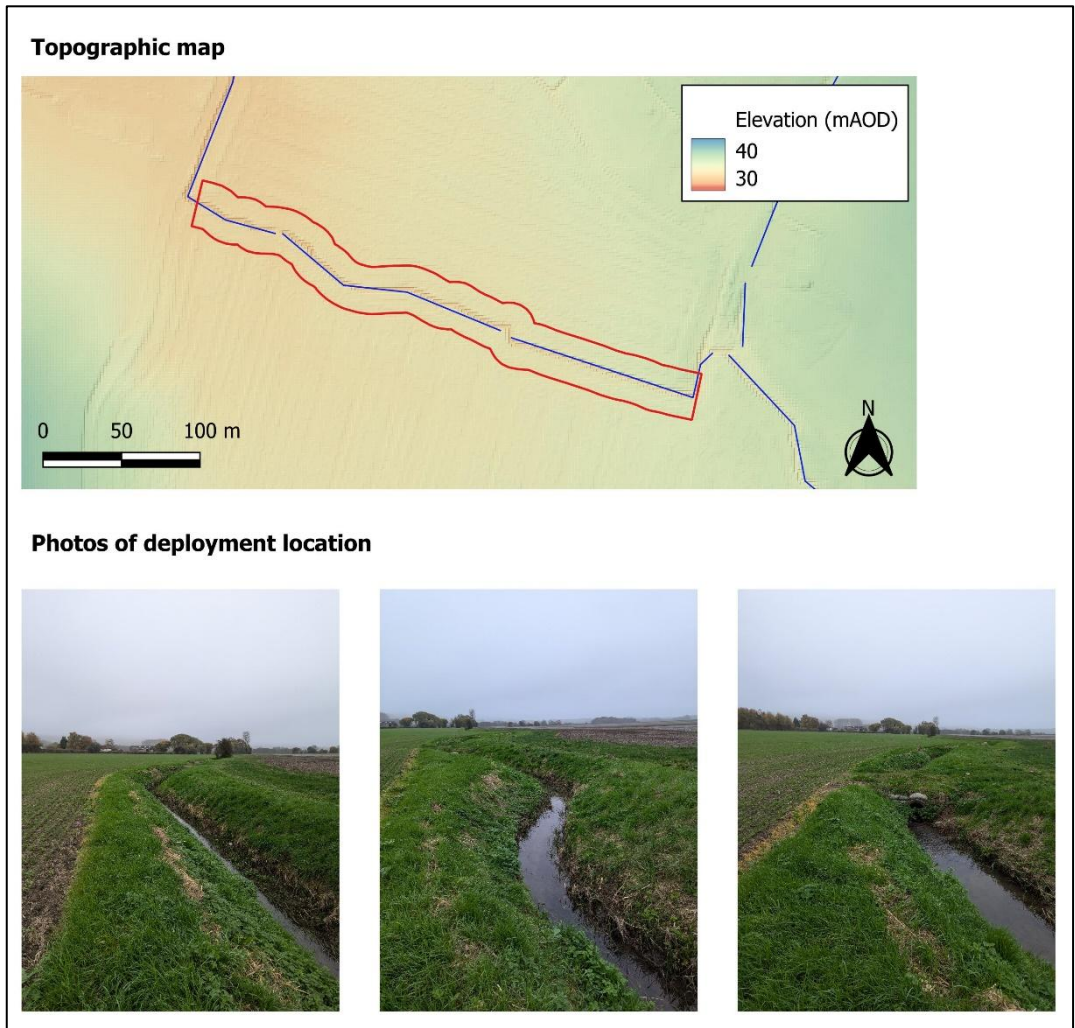 Topographic map
Elevation (mAOD)
40
30
0 50 100 m
N
Photos of deployment location